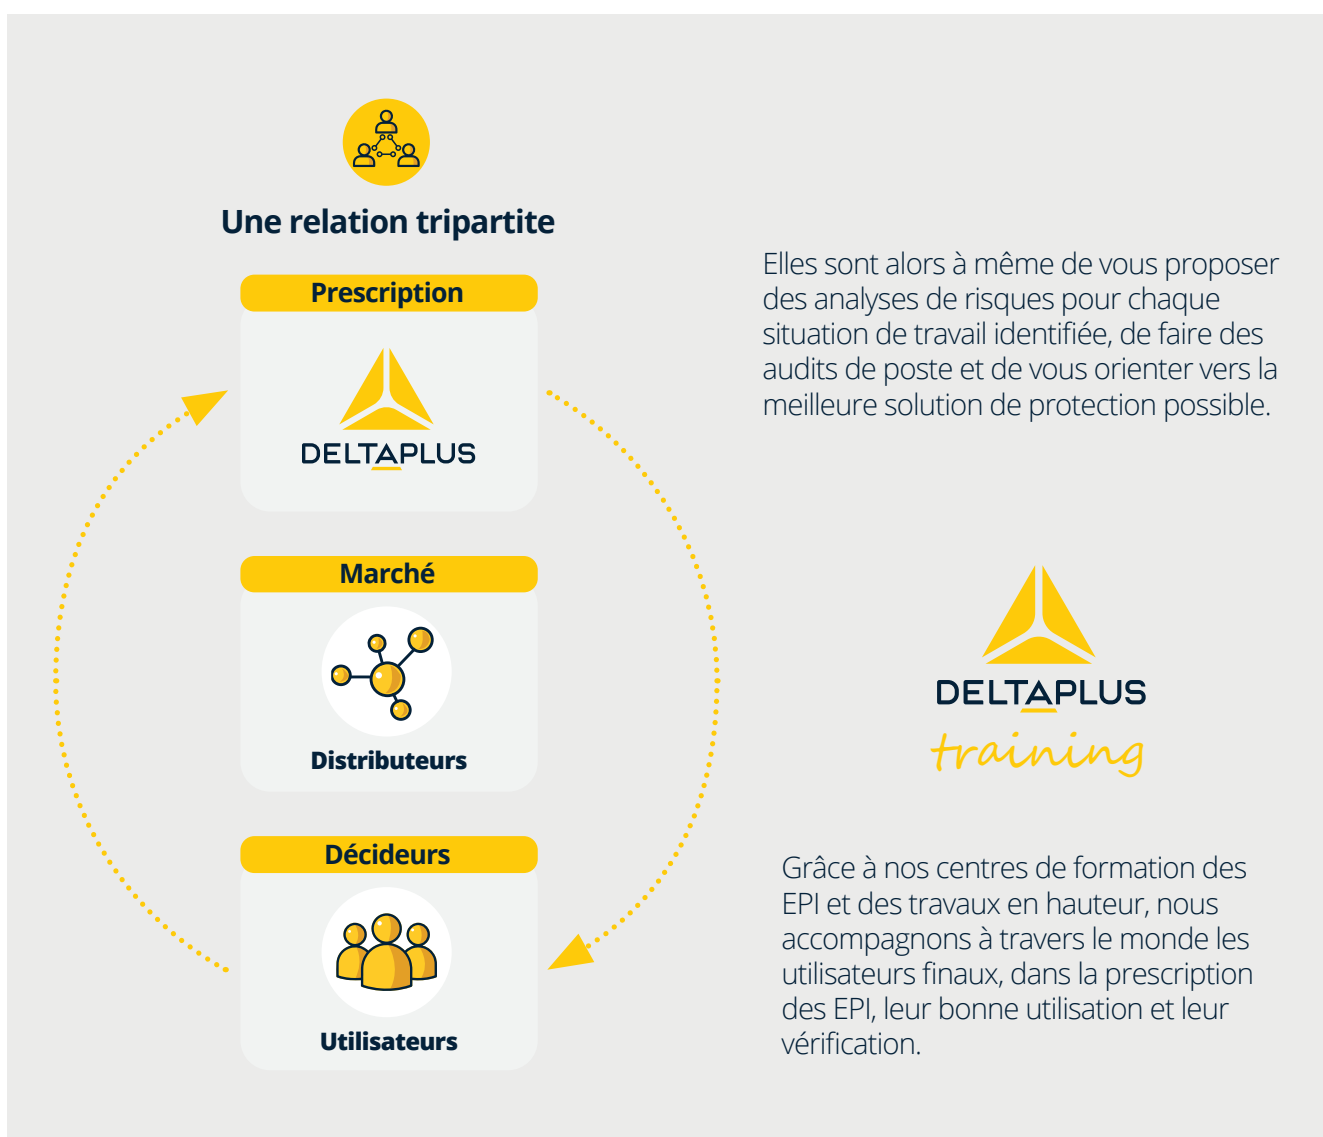 Une relation tripartite
Prescription
DELTAPLUS
Marché
Distributeurs
Décideurs
Utilisateurs
Elles sont alors à même de vous proposer
des analyses de risques pour chaque
situation de travail identifiée, de faire des
audits de poste et de vous orienter vers la
meilleure solution de protection possible.
DELTAPLUS
training
Grâce à nos centres de formation des
EPI et des travaux en hauteur, nous
accompagnons à travers le monde les
utilisateurs finaux, dans la prescription
des EPI, leur bonne utilisation et leur
vérification.